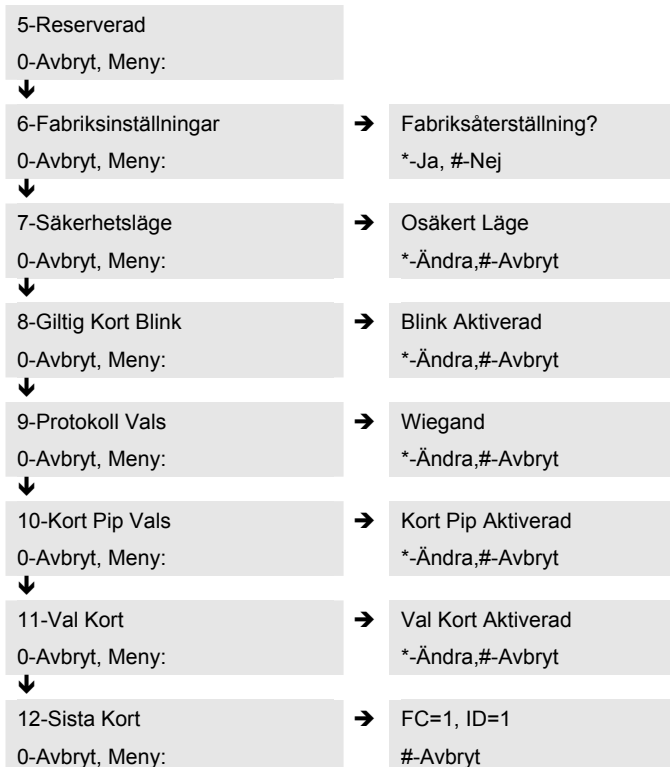 5-Reserverad
0-Avbryt, Meny:
6-Fabriksinställningar
0-Avbryt, Meny:
Fabriksåterställning?
*-Ja, #-Nej
7-Säkerhetsläge
0-Avbryt, Meny:
Osäkert Läge
*-Ändra,#-Avbryt
8-Giltig Kort Blink
0-Avbryt, Meny:
Blink Aktiverad
*-Ändra,#-Avbryt
9-Protokoll Vals
0-Avbryt, Meny:
Wiegand
*-Ändra,#-Avbryt
10-Kort Pip Vals
0-Avbryt, Meny:
Kort Pip Aktiverad
*-Ändra,#-Avbryt
11-Val Kort
0-Avbryt, Meny:
Val Kort Aktiverad
*-Ändra,#-Avbryt
12-Sista Kort
0-Avbryt, Meny:
FC=1, ID=1
#-Avbryt